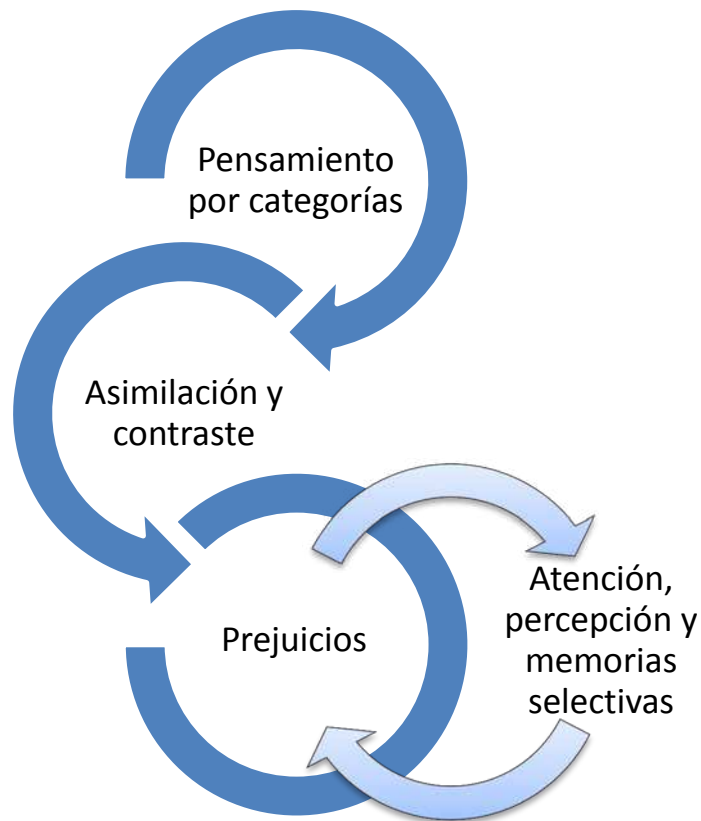 Pensamiento
por categorías
Asimilación y
contraste
Prejuicios
Atención,
percepción y
memorias
selectivas